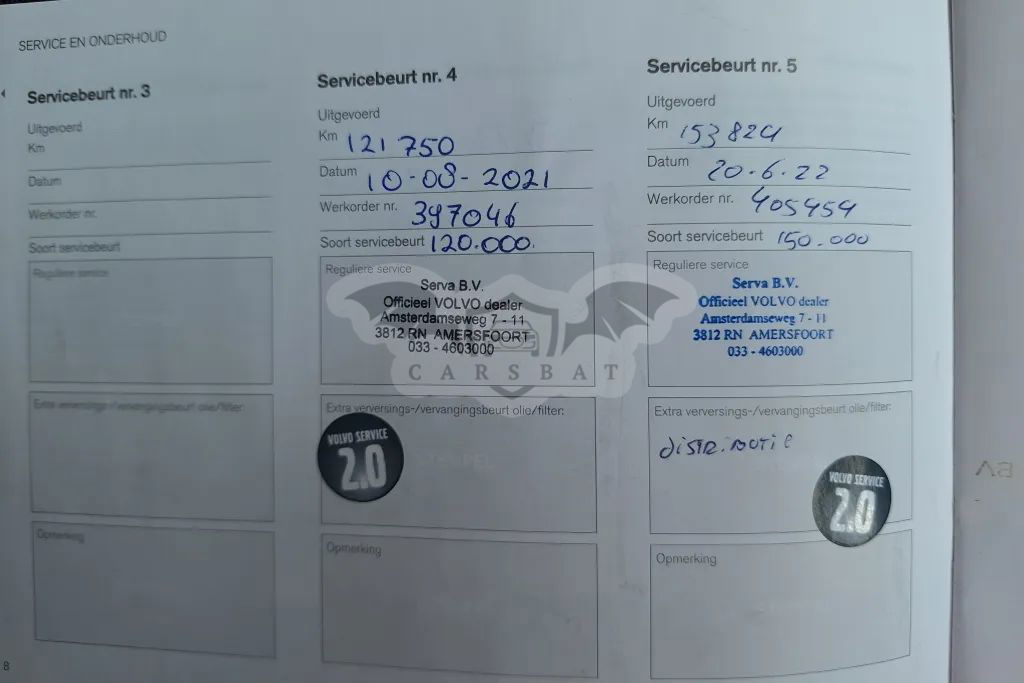 SERVICE EN ONDERHOUD
Servicebeurt nr. 3
Uitgevoerd
Km
Datum
Werkorder nr.
Soort servicebeurt
Reguliere service
Extra verversings-/vervangingsbeurt olie/filter:
Opmerking
8
Servicebeurt nr. 4
Uitgevoerd
Km 121 750
Datum 10-08-2021
Werkorder nr. 397046
Soort servicebeurt 120.000.
Reguliere service
Serva B.V.
Officieel VOLVO dealer
Amsterdamseweg 7 - 11
3812 RN AMERSFOORT
033 - 4603000
CARSBAT
Extra verversings-/vervangingsbeurt olie/filter:
VOLVO SERVICE
2.0
Opmerking
Servicebeurt nr. 5
Uitgevoerd
Km 153824
Datum 20.6.22
Werkorder nr. 405454
Soort servicebeurt 150.000
Reguliere service
Serva B.V.
Officieel VOLVO dealer
Amsterdamseweg 7 - 11
3812 RN AMERSFOORT
033 - 4603000
Extra verversings-/vervangingsbeurt olie/filter:
DISTRIBUTIE
VOLVO SERVICE
2.0
Opmerking